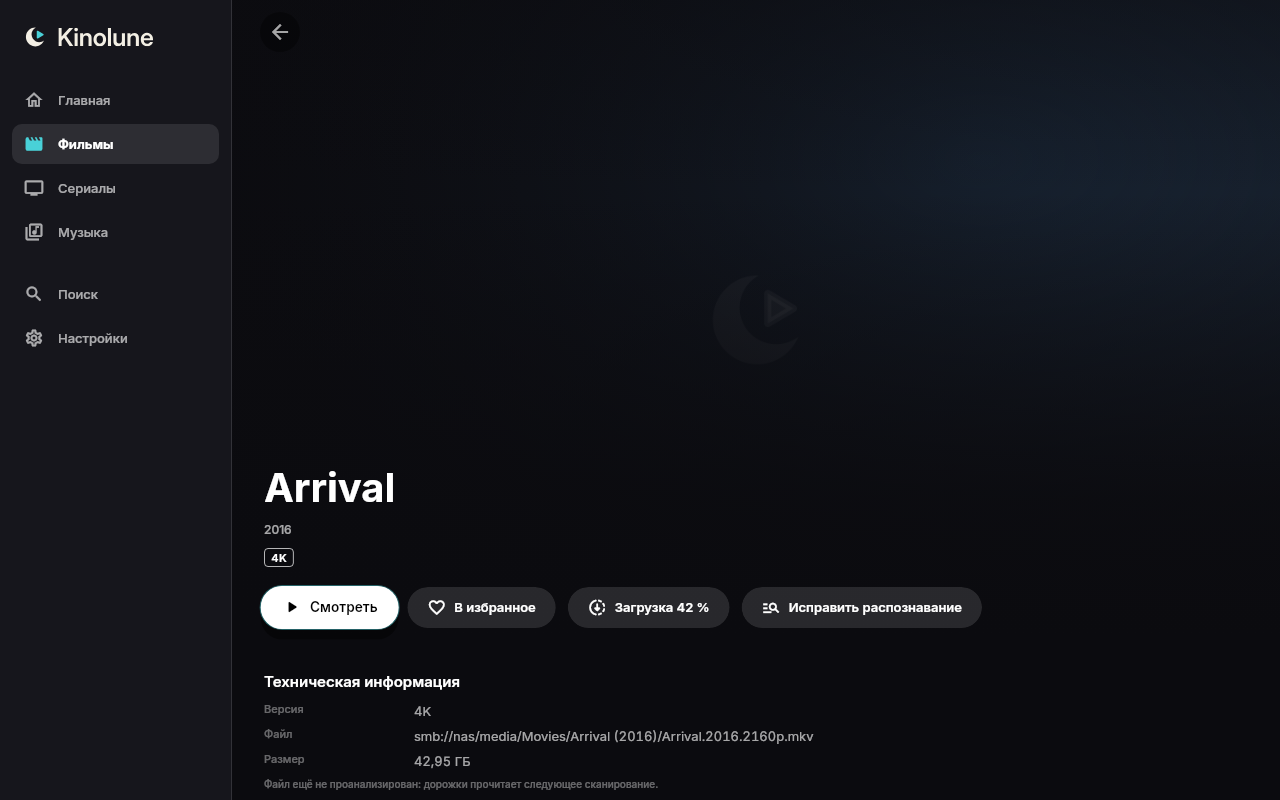 Kinolune
Главная
Фильмы
Сериалы
Музыка
Поиск
Настройки
Arrival
2016
4K
Смотреть
В избранное
Загрузка 42 %
Исправить распознавание
Техническая информация
Версия 4K
Файл smb://nas/media/Movies/Arrival (2016)/Arrival.2016.2160p.mkv
Размер 42,95 ГБ
Файл ещё не проанализирован: дорожки прочитает следующее сканирование.